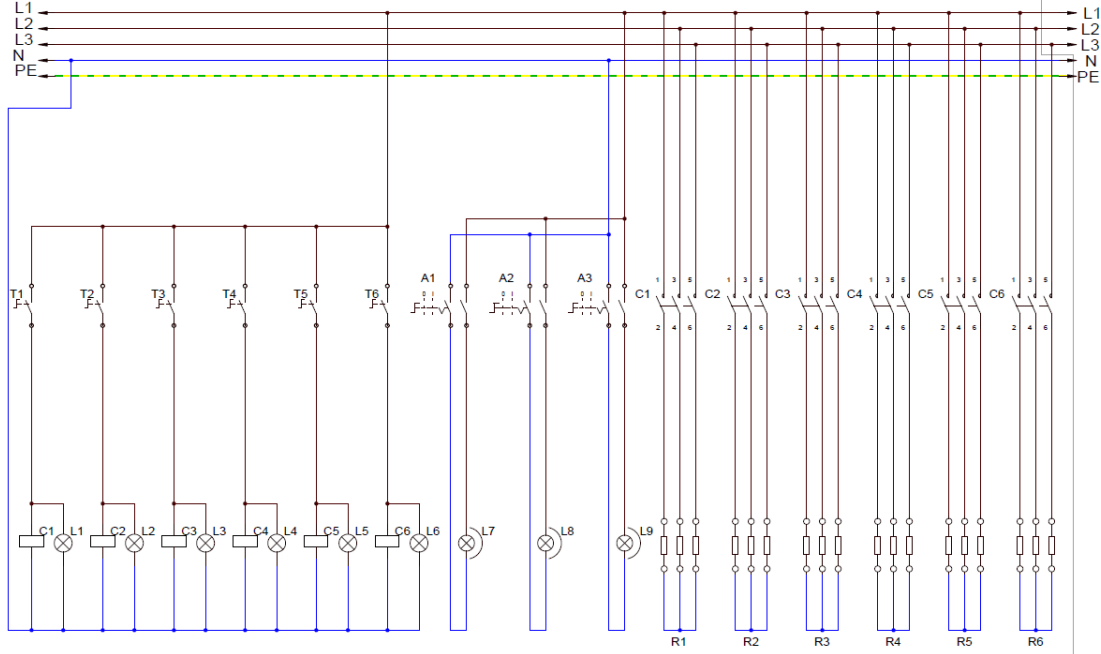 L1 L1
L2 L2
L3 L3
N N
PE PE
A1 A2 A3
0 I 0 I 0 I
1 3 5 1 3 5 1 3 5 1 3 5 1 3 5 1 3 5
T1 T2 T3 T4 T5 T6 C1 C2 C3 C4 C5 C6
2 4 6 2 4 6 2 4 6 2 4 6 2 4 6 2 4 6
C1 L1 C2 L2 C3 L3 C4 L4 C5 L5 C6 L6 L7 L8 L9
R1 R2 R3 R4 R5 R6